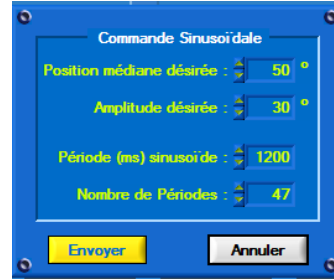 Commande Sinusoïdale
Position médiane désirée : 50 °
Amplitude désirée : 30 °
Période (ms) sinusoïde : 1200
Nombre de Périodes : 47
Envoyer Annuler